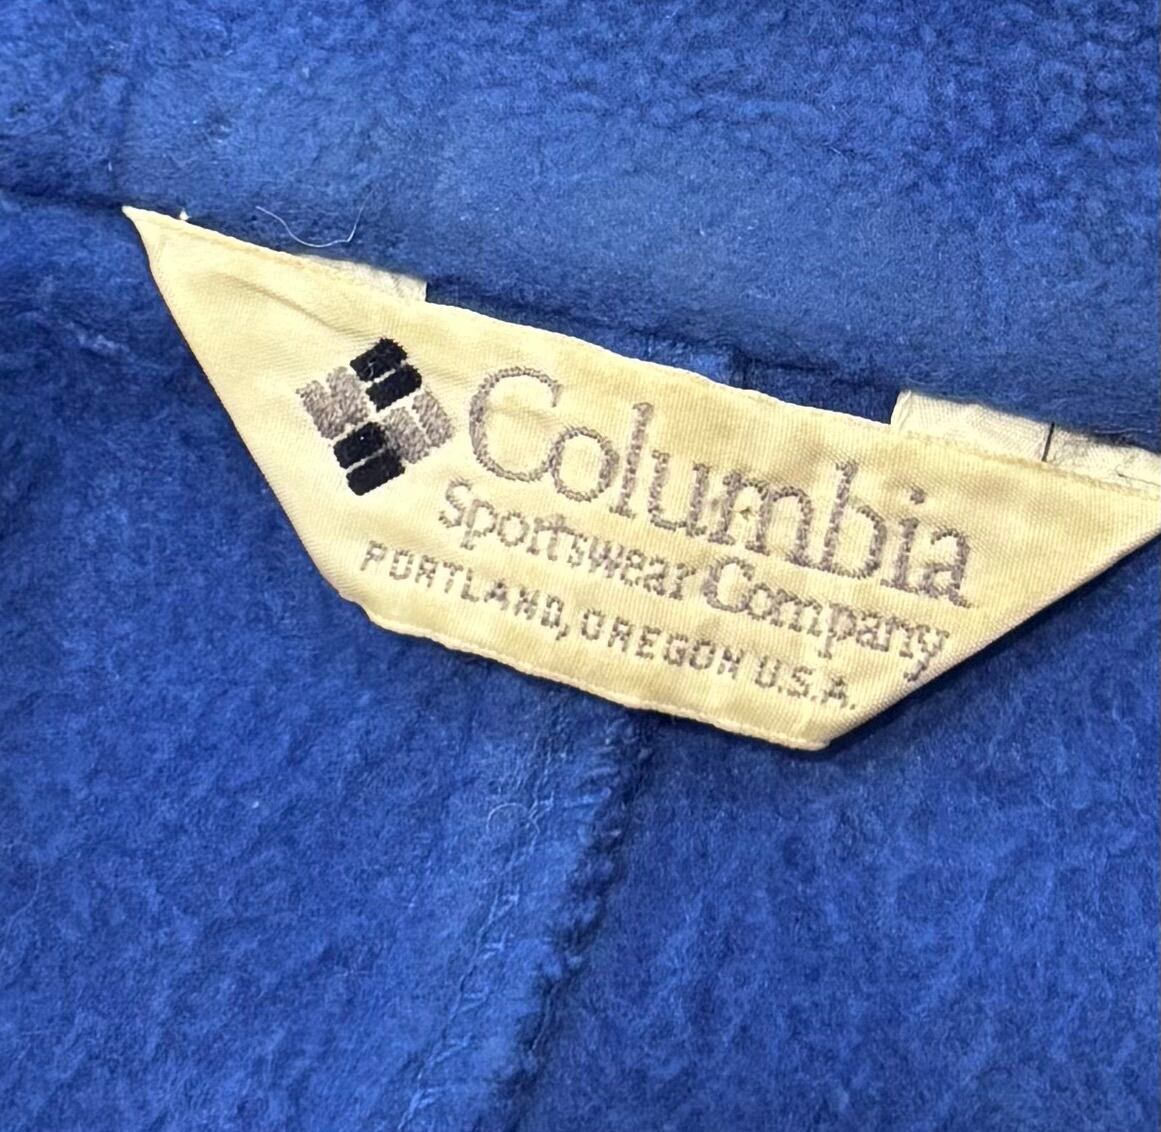 Columbia
Sportswear Company
PORTLAND, OREGON U.S.A.